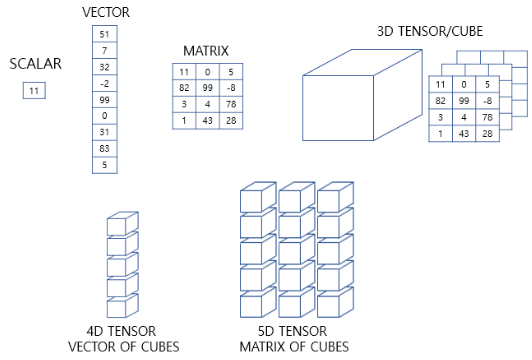 VECTOR
51
7
32
-2
99
0
31
83
5
SCALAR
11
MATRIX
11 0 5
82 99 -8
3 4 78
1 43 28
3D TENSOR/CUBE
11 0 5
82 99 -8
3 4 78
1 43 28
4D TENSOR
VECTOR OF CUBES
5D TENSOR
MATRIX OF CUBES